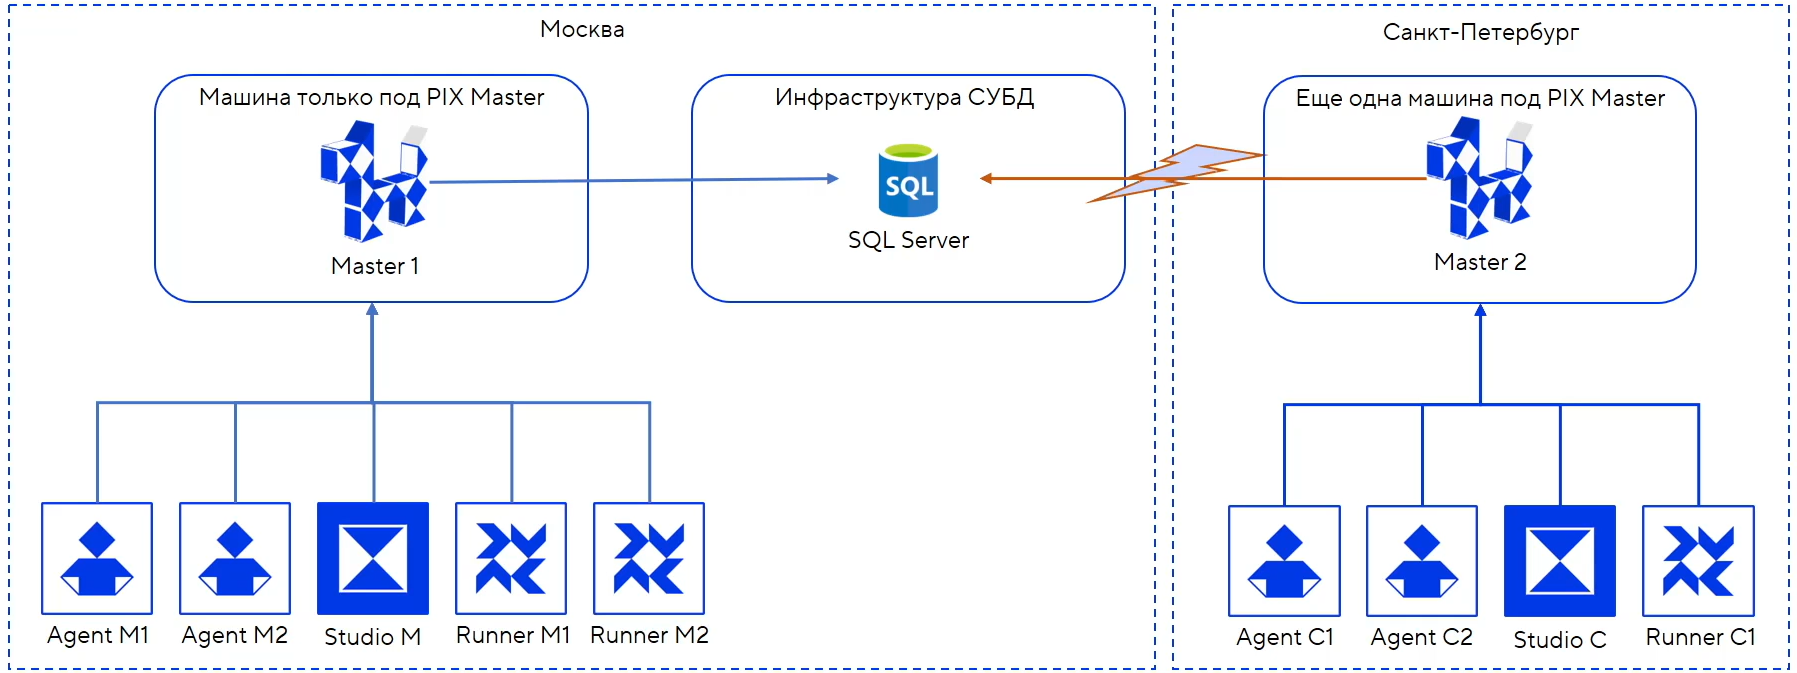 Москва
Санкт-Петербург
Машина только под PIX Master
Инфраструктура СУБД
Еще одна машина под PIX Master
SQL
SQL Server
Master 1
Master 2
Agent M1
Agent M2
Studio M
Runner M1
Runner M2
Agent C1
Agent C2
Studio C
Runner C1